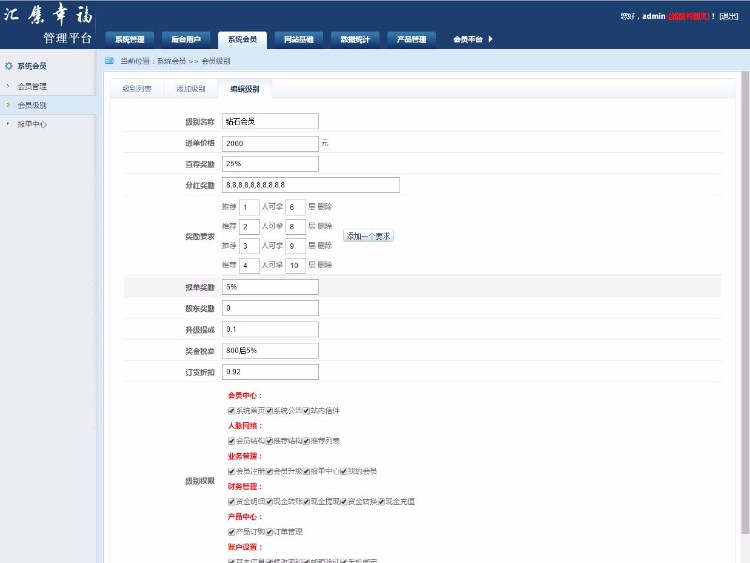 汇集幸福
管理平台
您好，admin ！ [退出]
系统管理 后台用户 系统会员 网站基础 数据统计 产品管理 会员平台
系统会员
会员管理
会员级别
报单中心
当前位置：系统会员 >> 会员级别
级别列表 添加级别 编辑级别
级别名称 钻石会员
进单价格 2000 元
直荐奖励 25%
分红奖励 8,8,8,8,8,8,8,8,8,8
奖励要求
推荐 1 人可拿 6 层 删除
推荐 2 人可拿 8 层 删除
推荐 3 人可拿 9 层 删除
推荐 4 人可拿 10 层 删除
添加一个要求
报单奖励 5%
股东奖励 0
升级提成 0.1
奖金税率 800后5%
订货折扣 0.92
级别权限
会员中心：
系统首页 系统公告 站内信件
人脉网络：
会员结构 推荐结构 推荐列表
业务管理：
会员注册 会员升级 报单中心 我的会员
财务管理：
资金明细 现金转账 现金提现 资金转换 现金充值
产品中心：
产品订购 订单管理
账户设置：
基本信息 修改密码 邮箱验证 手机绑定